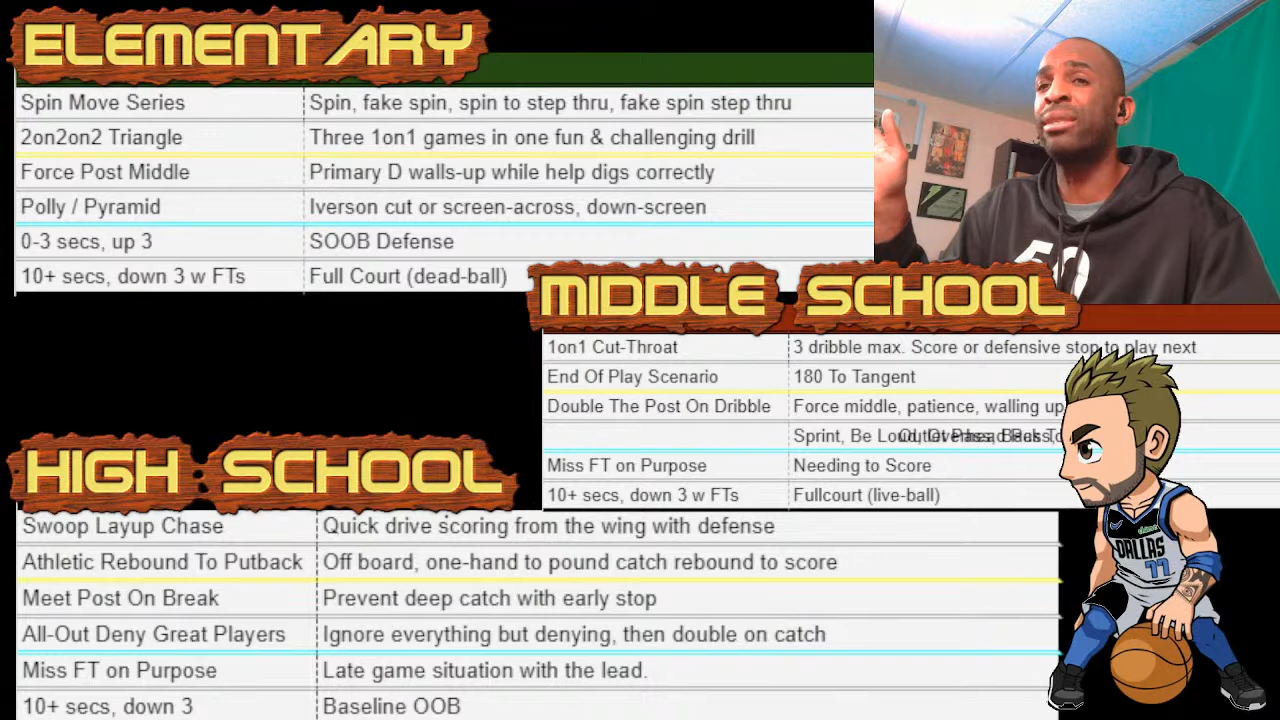 ELEMENTARY
Spin Move Series Spin, fake spin, spin to step thru, fake spin step thru
2on2on2 Triangle Three 1on1 games in one fun & challenging drill
Force Post Middle Primary D walls-up while help digs correctly
Polly / Pyramid Iverson cut or screen-across, down-screen
0-3 secs, up 3 SOOB Defense
10+ secs, down 3 w FTs Full Court (dead-ball)
MIDDLE SCHOOL
1on1 Cut-Throat 3 dribble max. Score or defensive stop to play next
End Of Play Scenario 180 To Tangent
Double The Post On Dribble Force middle, patience, walling up
Sprint, Be Loud,
Miss FT on Purpose Needing to Score
10+ secs, down 3 w FTs Fullcourt (live-ball)
HIGH SCHOOL
Swoop Layup Chase Quick drive scoring from the wing with defense
Athletic Rebound To Putback Off board, one-hand to pound catch rebound to score
Meet Post On Break Prevent deep catch with early stop
All-Out Deny Great Players Ignore everything but denying, then double on catch
Miss FT on Purpose Late game situation with the lead.
10+ secs, down 3 Baseline OOB
DALLAS
77